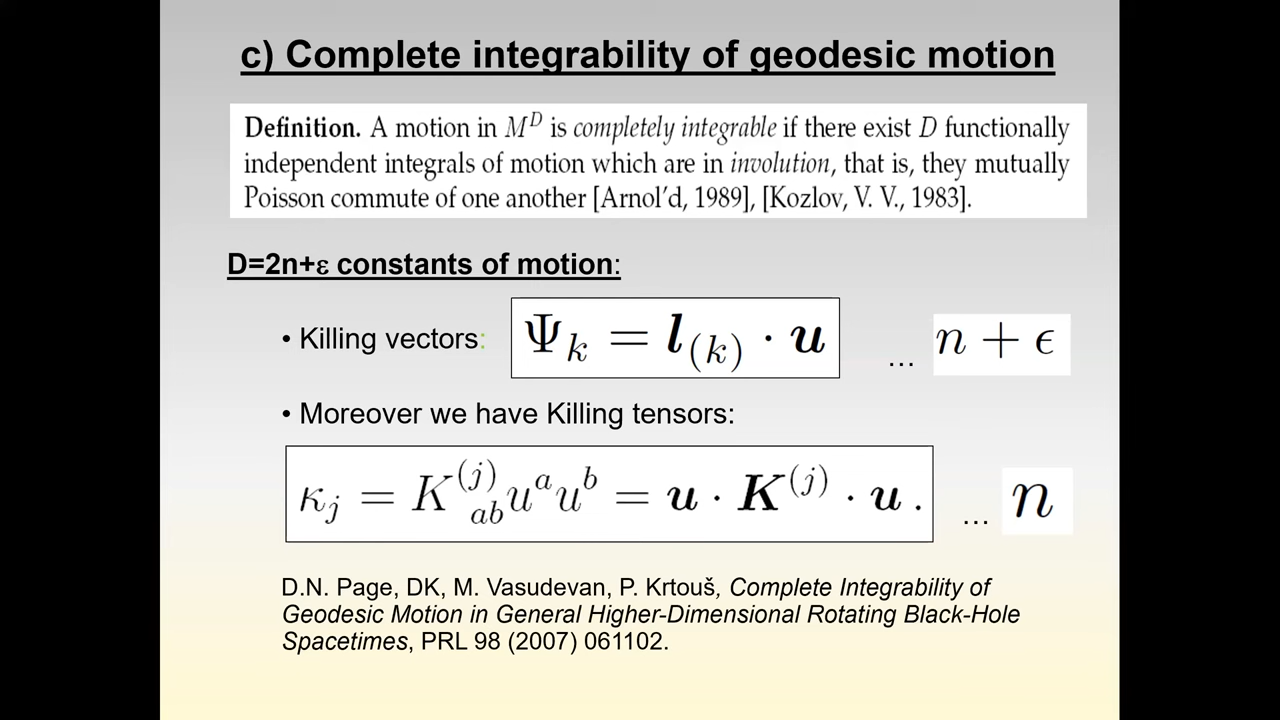 c) Complete integrability of geodesic motion
Definition. A motion in M^D is completely integrable if there exist D functionally
independent integrals of motion which are in involution, that is, they mutually
Poisson commute of one another [Arnol'd, 1989], [Kozlov, V. V., 1983].
D=2n+ε constants of motion:
• Killing vectors: Ψ_k = l_(k) · u … n + ϵ
• Moreover we have Killing tensors:
κ_j = K^(j)_ab u^a u^b = u · K^(j) · u . … n
D.N. Page, DK, M. Vasudevan, P. Krtouš, Complete Integrability of
Geodesic Motion in General Higher-Dimensional Rotating Black-Hole
Spacetimes, PRL 98 (2007) 061102.